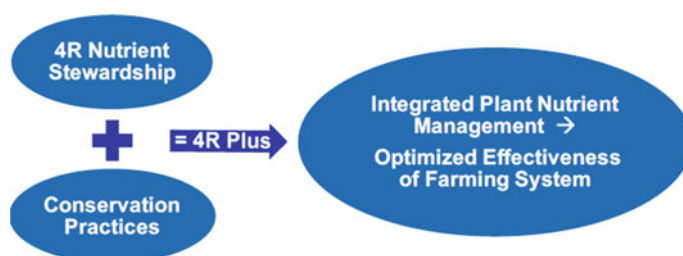 4R Nutrient
Stewardship
+
Conservation
Practices
= 4R Plus
Integrated Plant Nutrient
Management →
Optimized Effectiveness
of Farming System